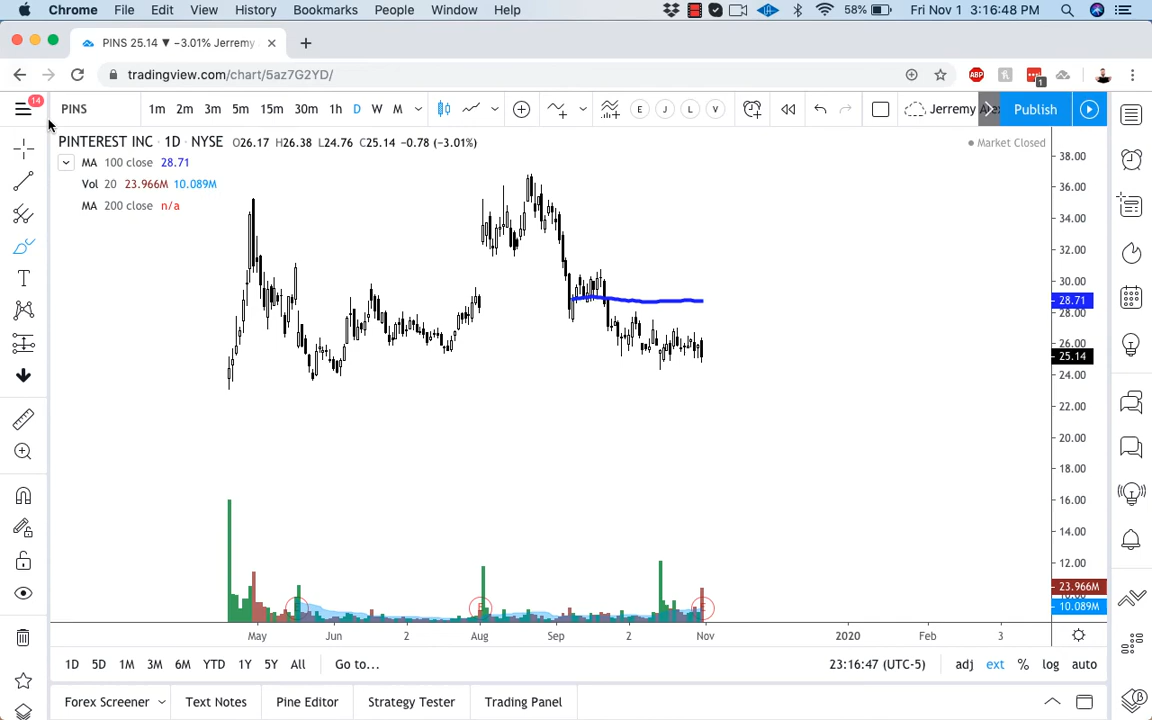 Chrome File Edit View History Bookmarks People Window Help 58% Fri Nov 1 3:16:48 PM
PINS 25.14 ▼ −3.01% Jerremy
tradingview.com/chart/5az7G2YD/
ABP 1
14
PINS 1m 2m 3m 5m 15m 30m 1h D W M E J L V Jerremy Alex Publish
PINTEREST INC · 1D · NYSE O26.17 H26.38 L24.76 C25.14 −0.78 (−3.01%)
Market Closed
MA 100 close 28.71
Vol 20 23.966M 10.089M
MA 200 close n/a
38.00
36.00
34.00
32.00
30.00
28.71
28.00
26.00
25.14
24.00
22.00
20.00
18.00
16.00
14.00
12.00
23.966M
10.089M
E E E
May Jun 2 Aug Sep 2 Nov 2020 Feb 3
1D 5D 1M 3M 6M YTD 1Y 5Y All Go to... 23:16:47 (UTC-5) adj ext % log auto
Forex Screener Text Notes Pine Editor Strategy Tester Trading Panel